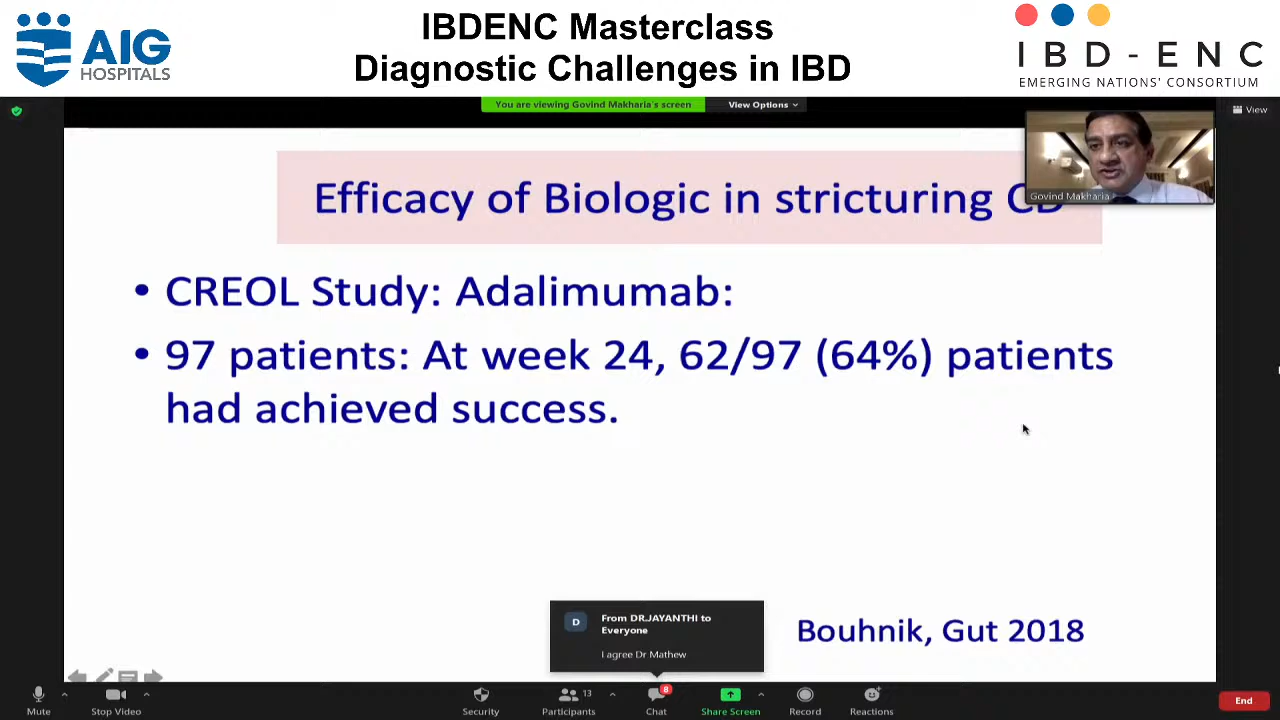 AIG
HOSPITALS
IBDENC Masterclass
Diagnostic Challenges in IBD
IBD-ENC
EMERGING NATIONS' CONSORTIUM
You are viewing Govind Makharia's screen
View Options
View
Govind Makharia
Efficacy of Biologic in stricturing CD
• CREOL Study: Adalimumab:
• 97 patients: At week 24, 62/97 (64%) patients
had achieved success.
D
From DR.JAYANTHI to
Everyone
I agree Dr Mathew
Bouhnik, Gut 2018
Mute
Stop Video
Security
13
Participants
8
Chat
Share Screen
Record
Reactions
End